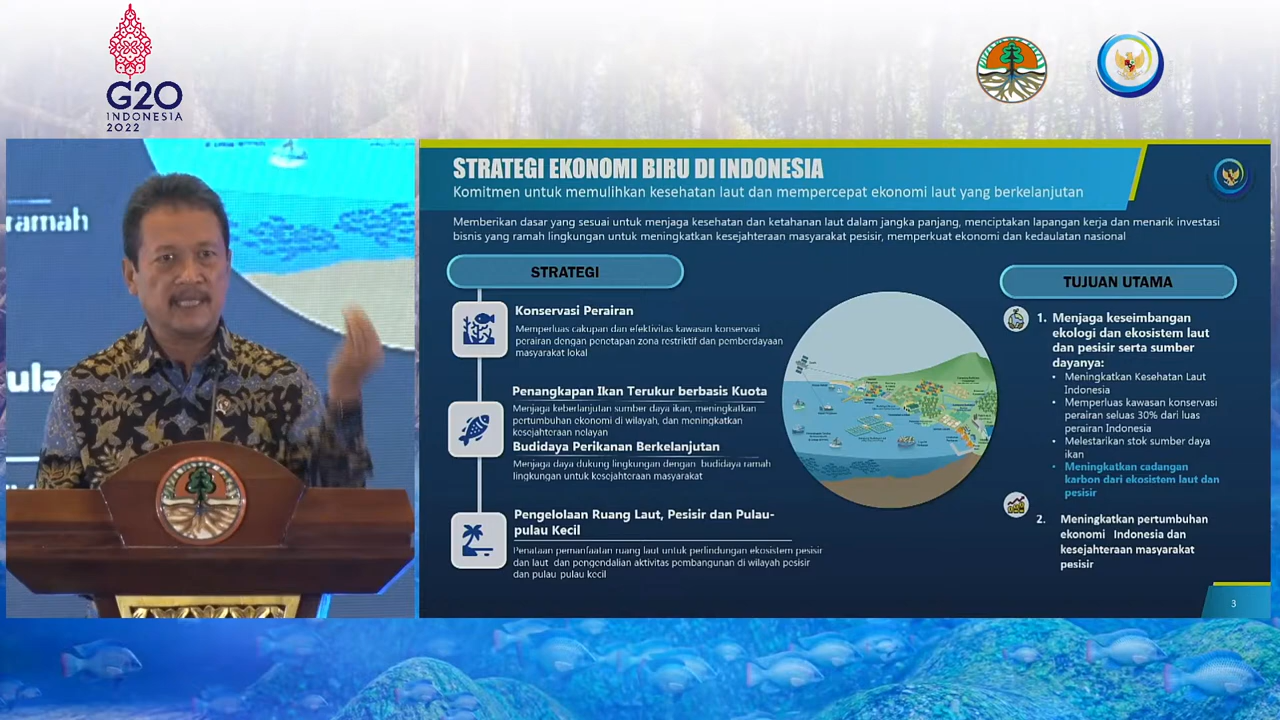 G20
INDONESIA
2022
ramah
ula
STRATEGI EKONOMI BIRU DI INDONESIA
Komitmen untuk memulihkan kesehatan laut dan mempercepat ekonomi laut yang berkelanjutan
Memberikan dasar yang sesuai untuk menjaga kesehatan dan ketahanan laut dalam jangka panjang, menciptakan lapangan kerja dan menarik investasi
bisnis yang ramah lingkungan untuk meningkatkan kesejahteraan masyarakat pesisir, memperkuat ekonomi dan kedaulatan nasional
STRATEGI
Konservasi Perairan
Memperluas cakupan dan efektivitas kawasan konservasi
perairan dengan penetapan zona restriktif dan pemberdayaan
masyarakat lokal
Penangkapan Ikan Terukur berbasis Kuota
Menjaga keberlanjutan sumber daya ikan, meningkatkan
pertumbuhan ekonomi di wilayah, dan meningkatkan
kesejahteraan nelayan
Budidaya Perikanan Berkelanjutan
Menjaga daya dukung lingkungan dengan budidaya ramah
lingkungan untuk kesejahteraan masyarakat
Pengelolaan Ruang Laut, Pesisir dan Pulau-
pulau Kecil
Penataan pemanfaatan ruang laut untuk perlindungan ekosistem pesisir
dan laut dan pengendalian aktivitas pembangunan di wilayah pesisir
dan pulau pulau kecil
TUJUAN UTAMA
1. Menjaga keseimbangan
ekologi dan ekosistem laut
dan pesisir serta sumber
dayanya:
• Meningkatkan Kesehatan Laut
Indonesia
• Memperluas kawasan konservasi
perairan seluas 30% dari luas
perairan Indonesia
• Melestarikan stok sumber daya
ikan
• Meningkatkan cadangan
karbon dari ekosistem laut dan
pesisir
2. Meningkatkan pertumbuhan
ekonomi Indonesia dan
kesejahteraan masyarakat
pesisir
3